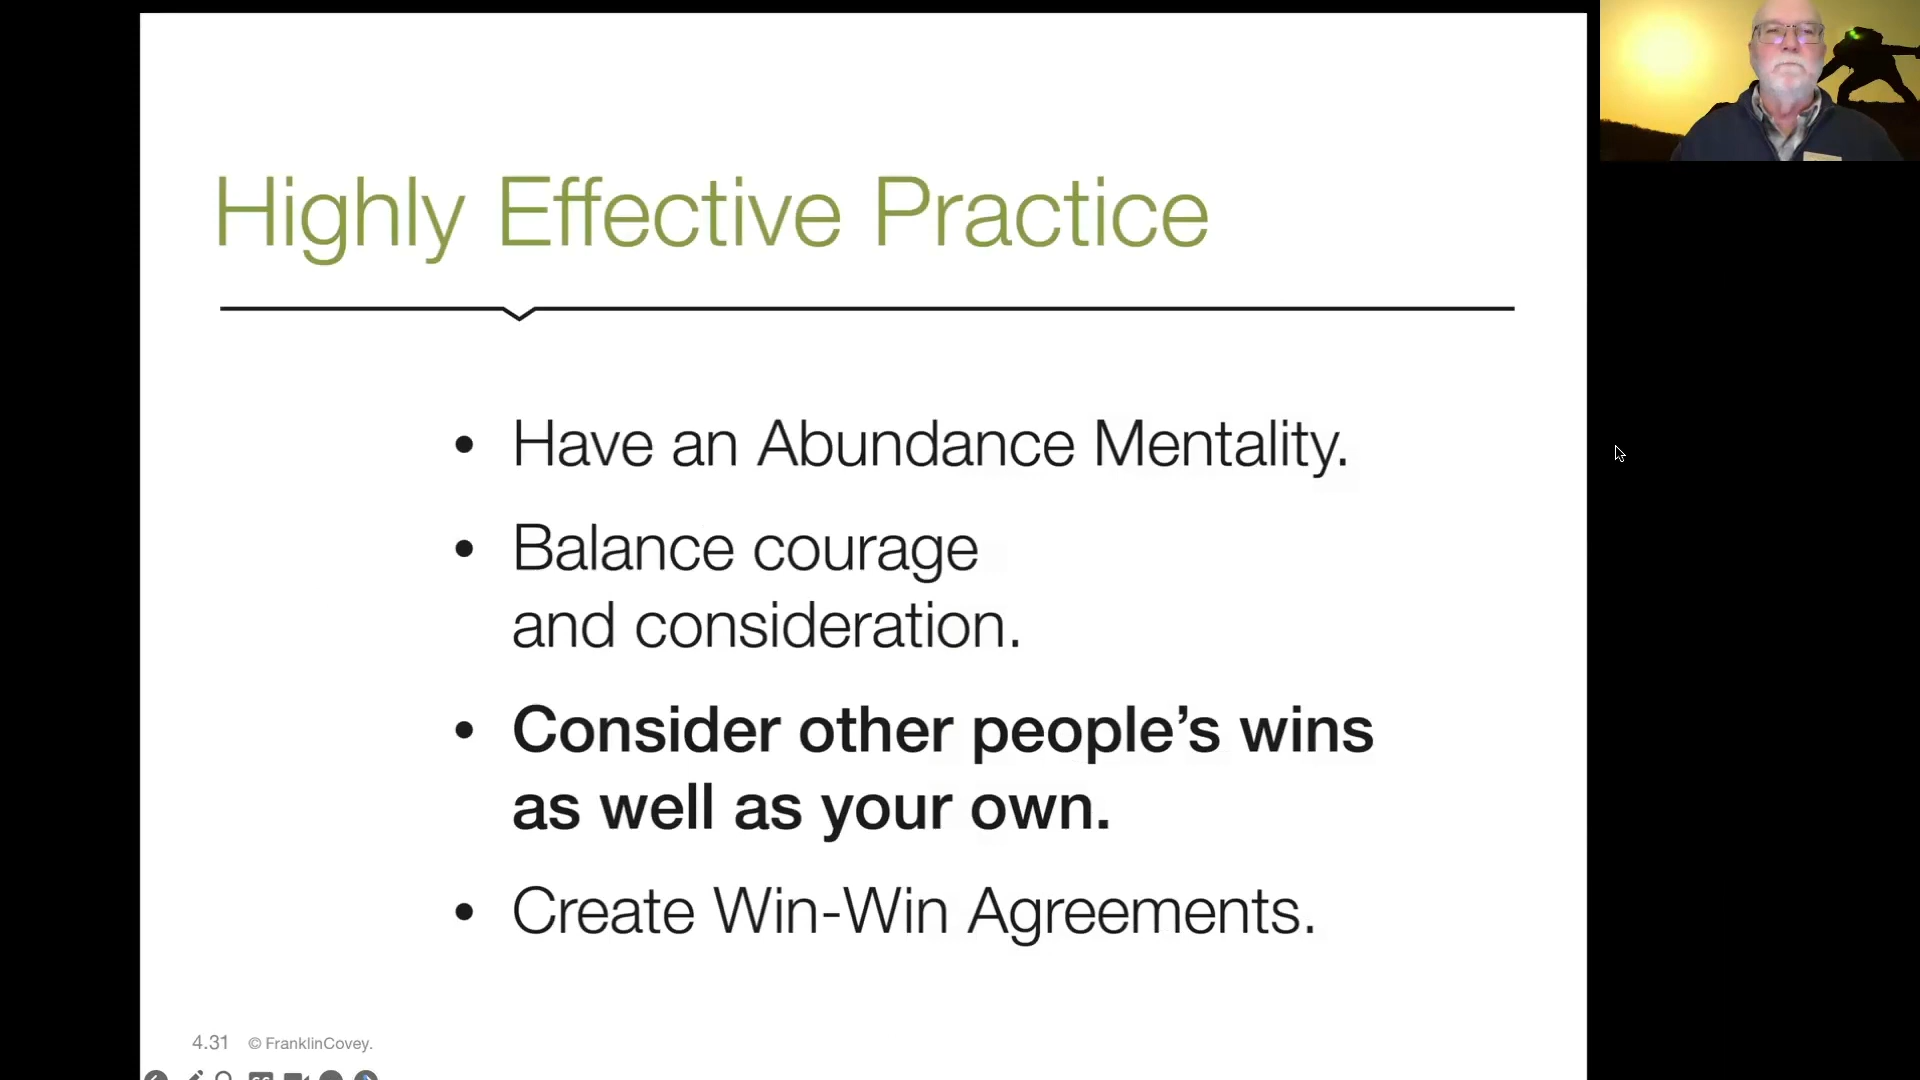 Highly Effective Practice
• Have an Abundance Mentality.
• Balance courage
and consideration.
• Consider other people’s wins
as well as your own.
• Create Win-Win Agreements.
4.31 © FranklinCovey.